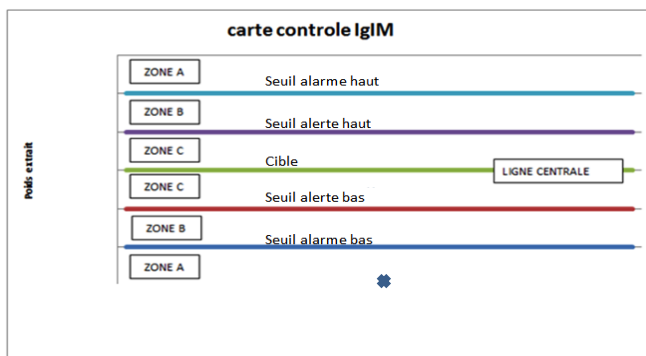 carte controle IgIM
ZONE A
Seuil alarme haut
ZONE B
Seuil alerte haut
ZONE C
Cible
LIGNE CENTRALE
Poids extrait
ZONE C
Seuil alerte bas
ZONE B
Seuil alarme bas
ZONE A